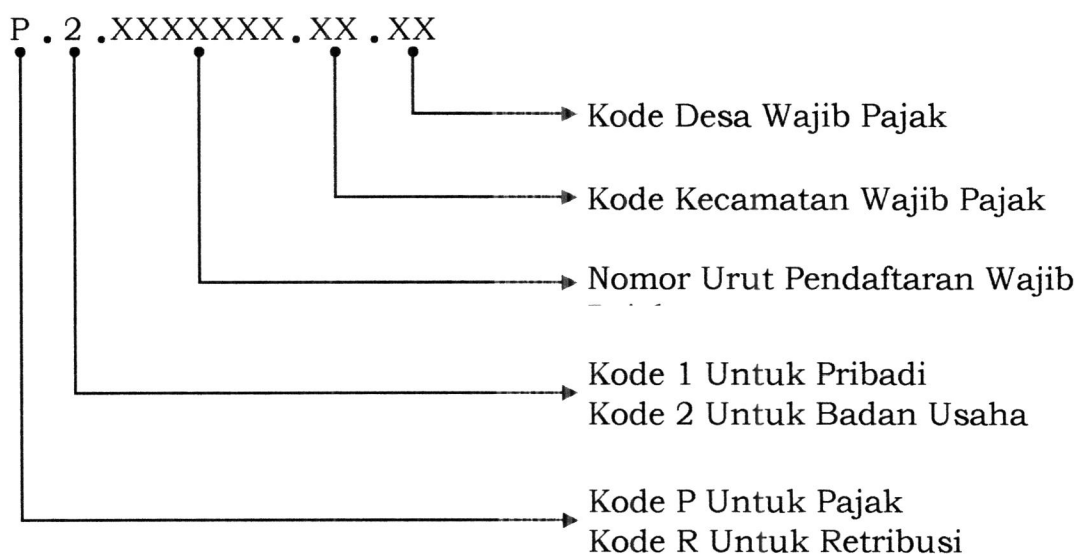 P.2.XXXXXXX.XX.XX
Kode Desa Wajib Pajak
Kode Kecamatan Wajib Pajak
Nomor Urut Pendaftaran Wajib
Kode 1 Untuk Pribadi
Kode 2 Untuk Badan Usaha
Kode P Untuk Pajak
Kode R Untuk Retribusi